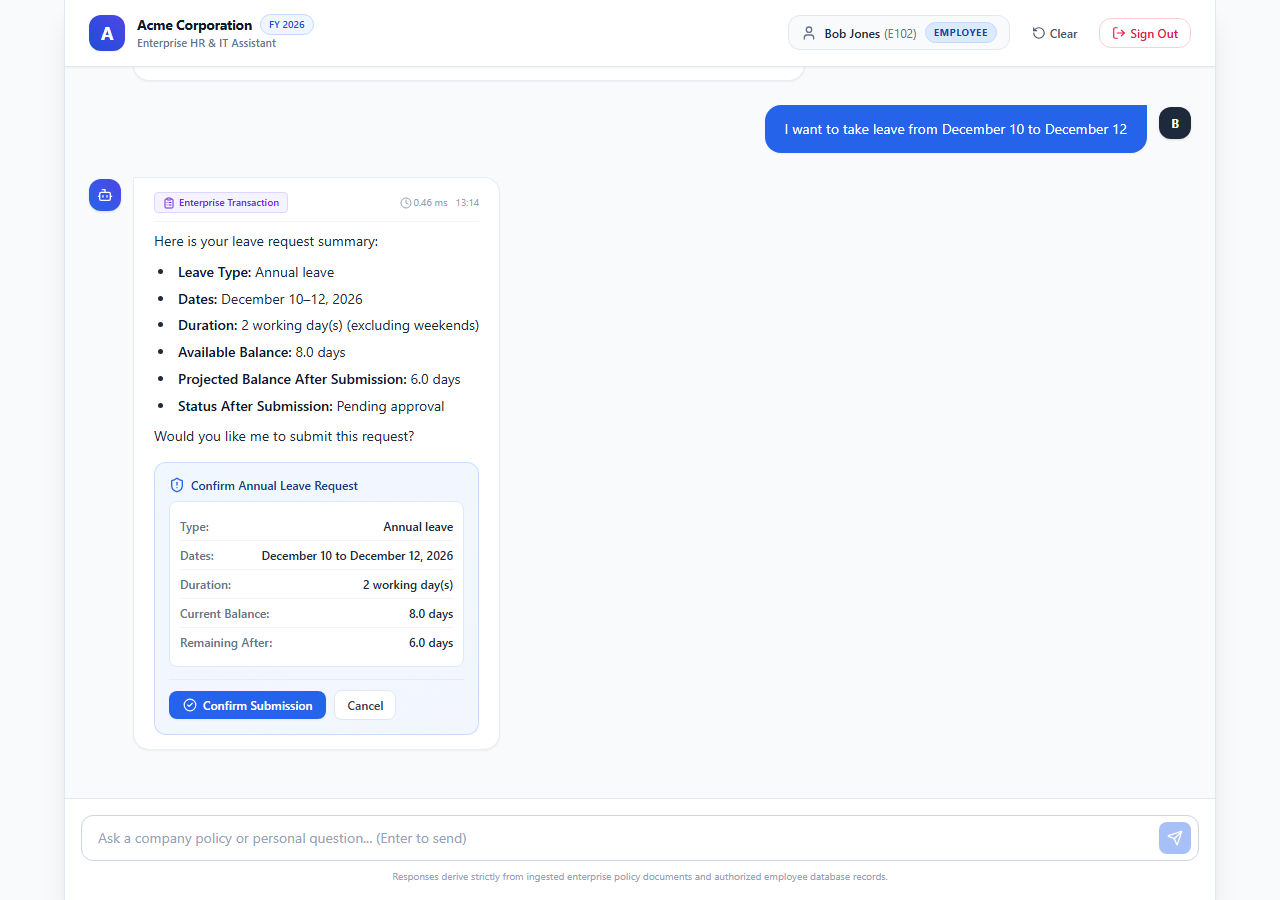 A
Acme Corporation FY 2026
Enterprise HR & IT Assistant
Bob Jones (E102) EMPLOYEE
Clear
Sign Out
I want to take leave from December 10 to December 12
B
Enterprise Transaction 0.46 ms 13:14
Here is your leave request summary:
• Leave Type: Annual leave
• Dates: December 10–12, 2026
• Duration: 2 working day(s) (excluding weekends)
• Available Balance: 8.0 days
• Projected Balance After Submission: 6.0 days
• Status After Submission: Pending approval
Would you like me to submit this request?
Confirm Annual Leave Request
Type: Annual leave
Dates: December 10 to December 12, 2026
Duration: 2 working day(s)
Current Balance: 8.0 days
Remaining After: 6.0 days
Confirm Submission Cancel
Ask a company policy or personal question... (Enter to send)
Responses derive strictly from ingested enterprise policy documents and authorized employee database records.